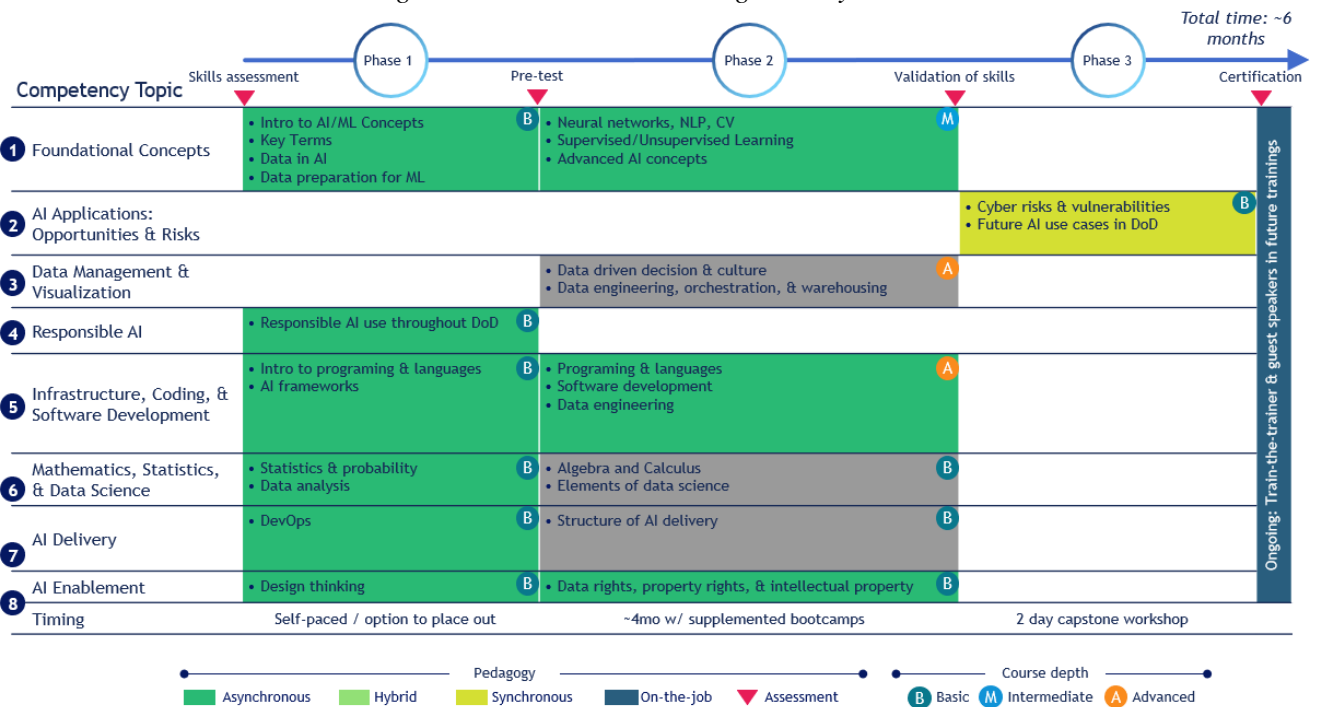 Total time: ~6
months
Phase 1
Phase 2
Phase 3
Skills assessment
Pre-test
Validation of skills
Certification
Competency Topic
1 Foundational Concepts
• Intro to AI/ML Concepts
• Key Terms
• Data in AI
• Data preparation for ML
B
• Neural networks, NLP, CV
• Supervised/Unsupervised Learning
• Advanced AI concepts
M
2 AI Applications:
Opportunities & Risks
• Cyber risks & vulnerabilities
• Future AI use cases in DoD
B
3 Data Management &
Visualization
• Data driven decision & culture
• Data engineering, orchestration, & warehousing
A
4 Responsible AI
• Responsible AI use throughout DoD
B
5 Infrastructure, Coding, &
Software Development
• Intro to programing & languages
• AI frameworks
B
• Programing & languages
• Software development
• Data engineering
A
6 Mathematics, Statistics,
& Data Science
• Statistics & probability
• Data analysis
B
• Algebra and Calculus
• Elements of data science
B
7 AI Delivery
• DevOps
B
• Structure of AI delivery
B
8 AI Enablement
• Design thinking
B
• Data rights, property rights, & intellectual property
B
Ongoing: Train-the-trainer & guest speakers in future trainings
Timing
Self-paced / option to place out
~4mo w/ supplemented bootcamps
2 day capstone workshop
Pedagogy
Asynchronous
Hybrid
Synchronous
On-the-job
Assessment
Course depth
B Basic
M Intermediate
A Advanced